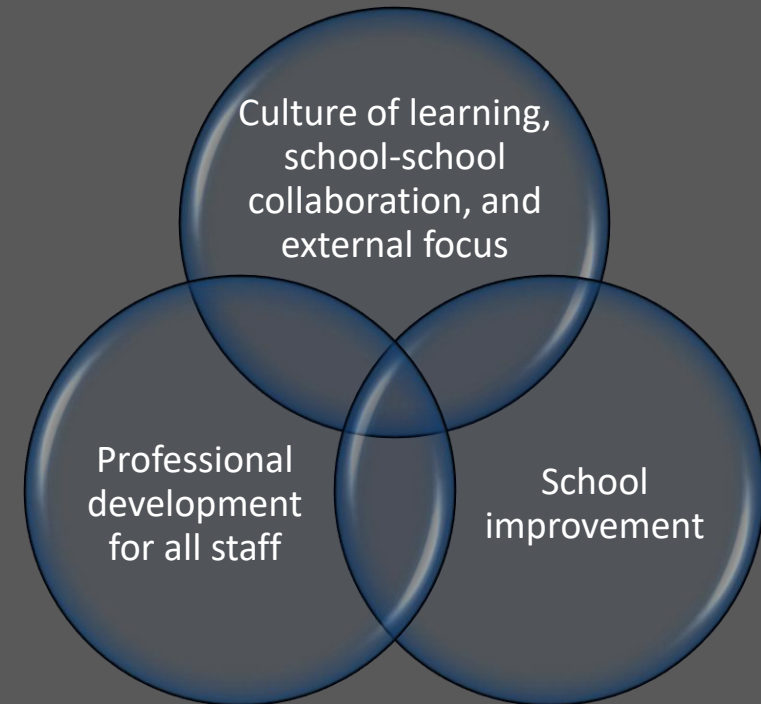 Culture of learning,
school-school
collaboration, and
external focus
Professional
development
for all staff
School
improvement